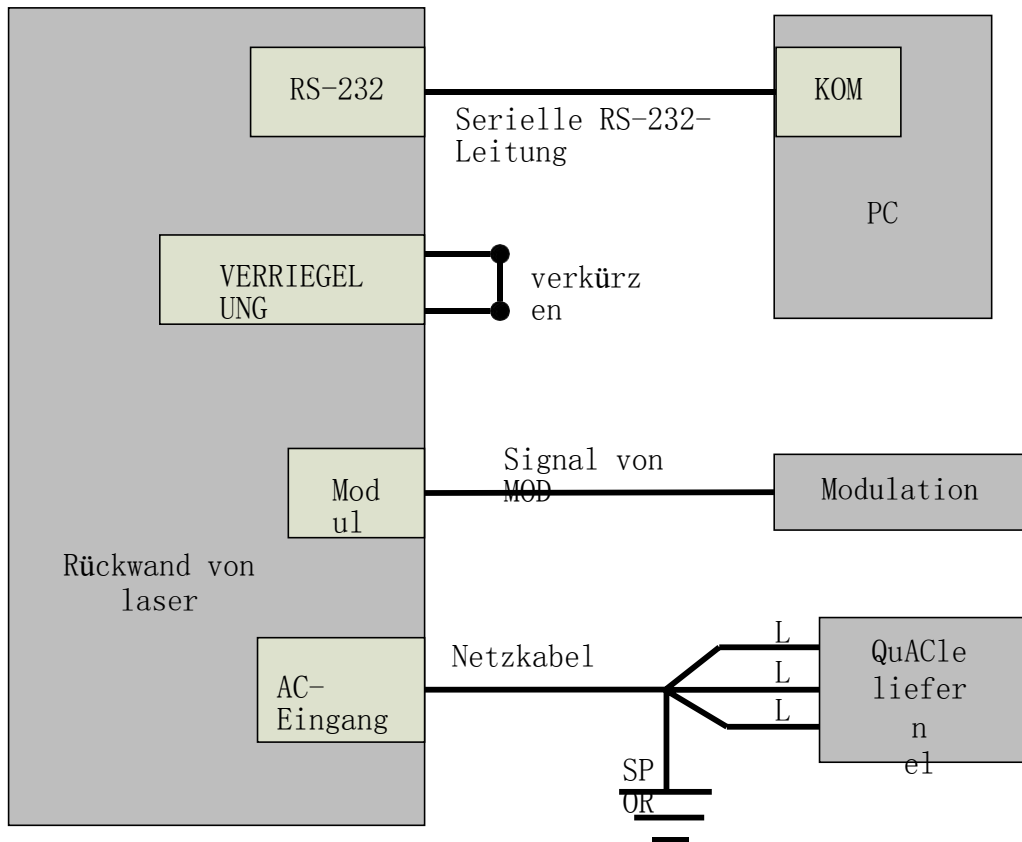 RS-232
KOM
Serielle RS-232-
Leitung
PC
VERRIEGEL
UNG
verkürz
en
Signal von
MOD
Mod
ul
Modulation
Rückwand von
laser
Netzkabel
AC-
Eingang
L
L
L
QuACle
liefer
n
el
SP
OR